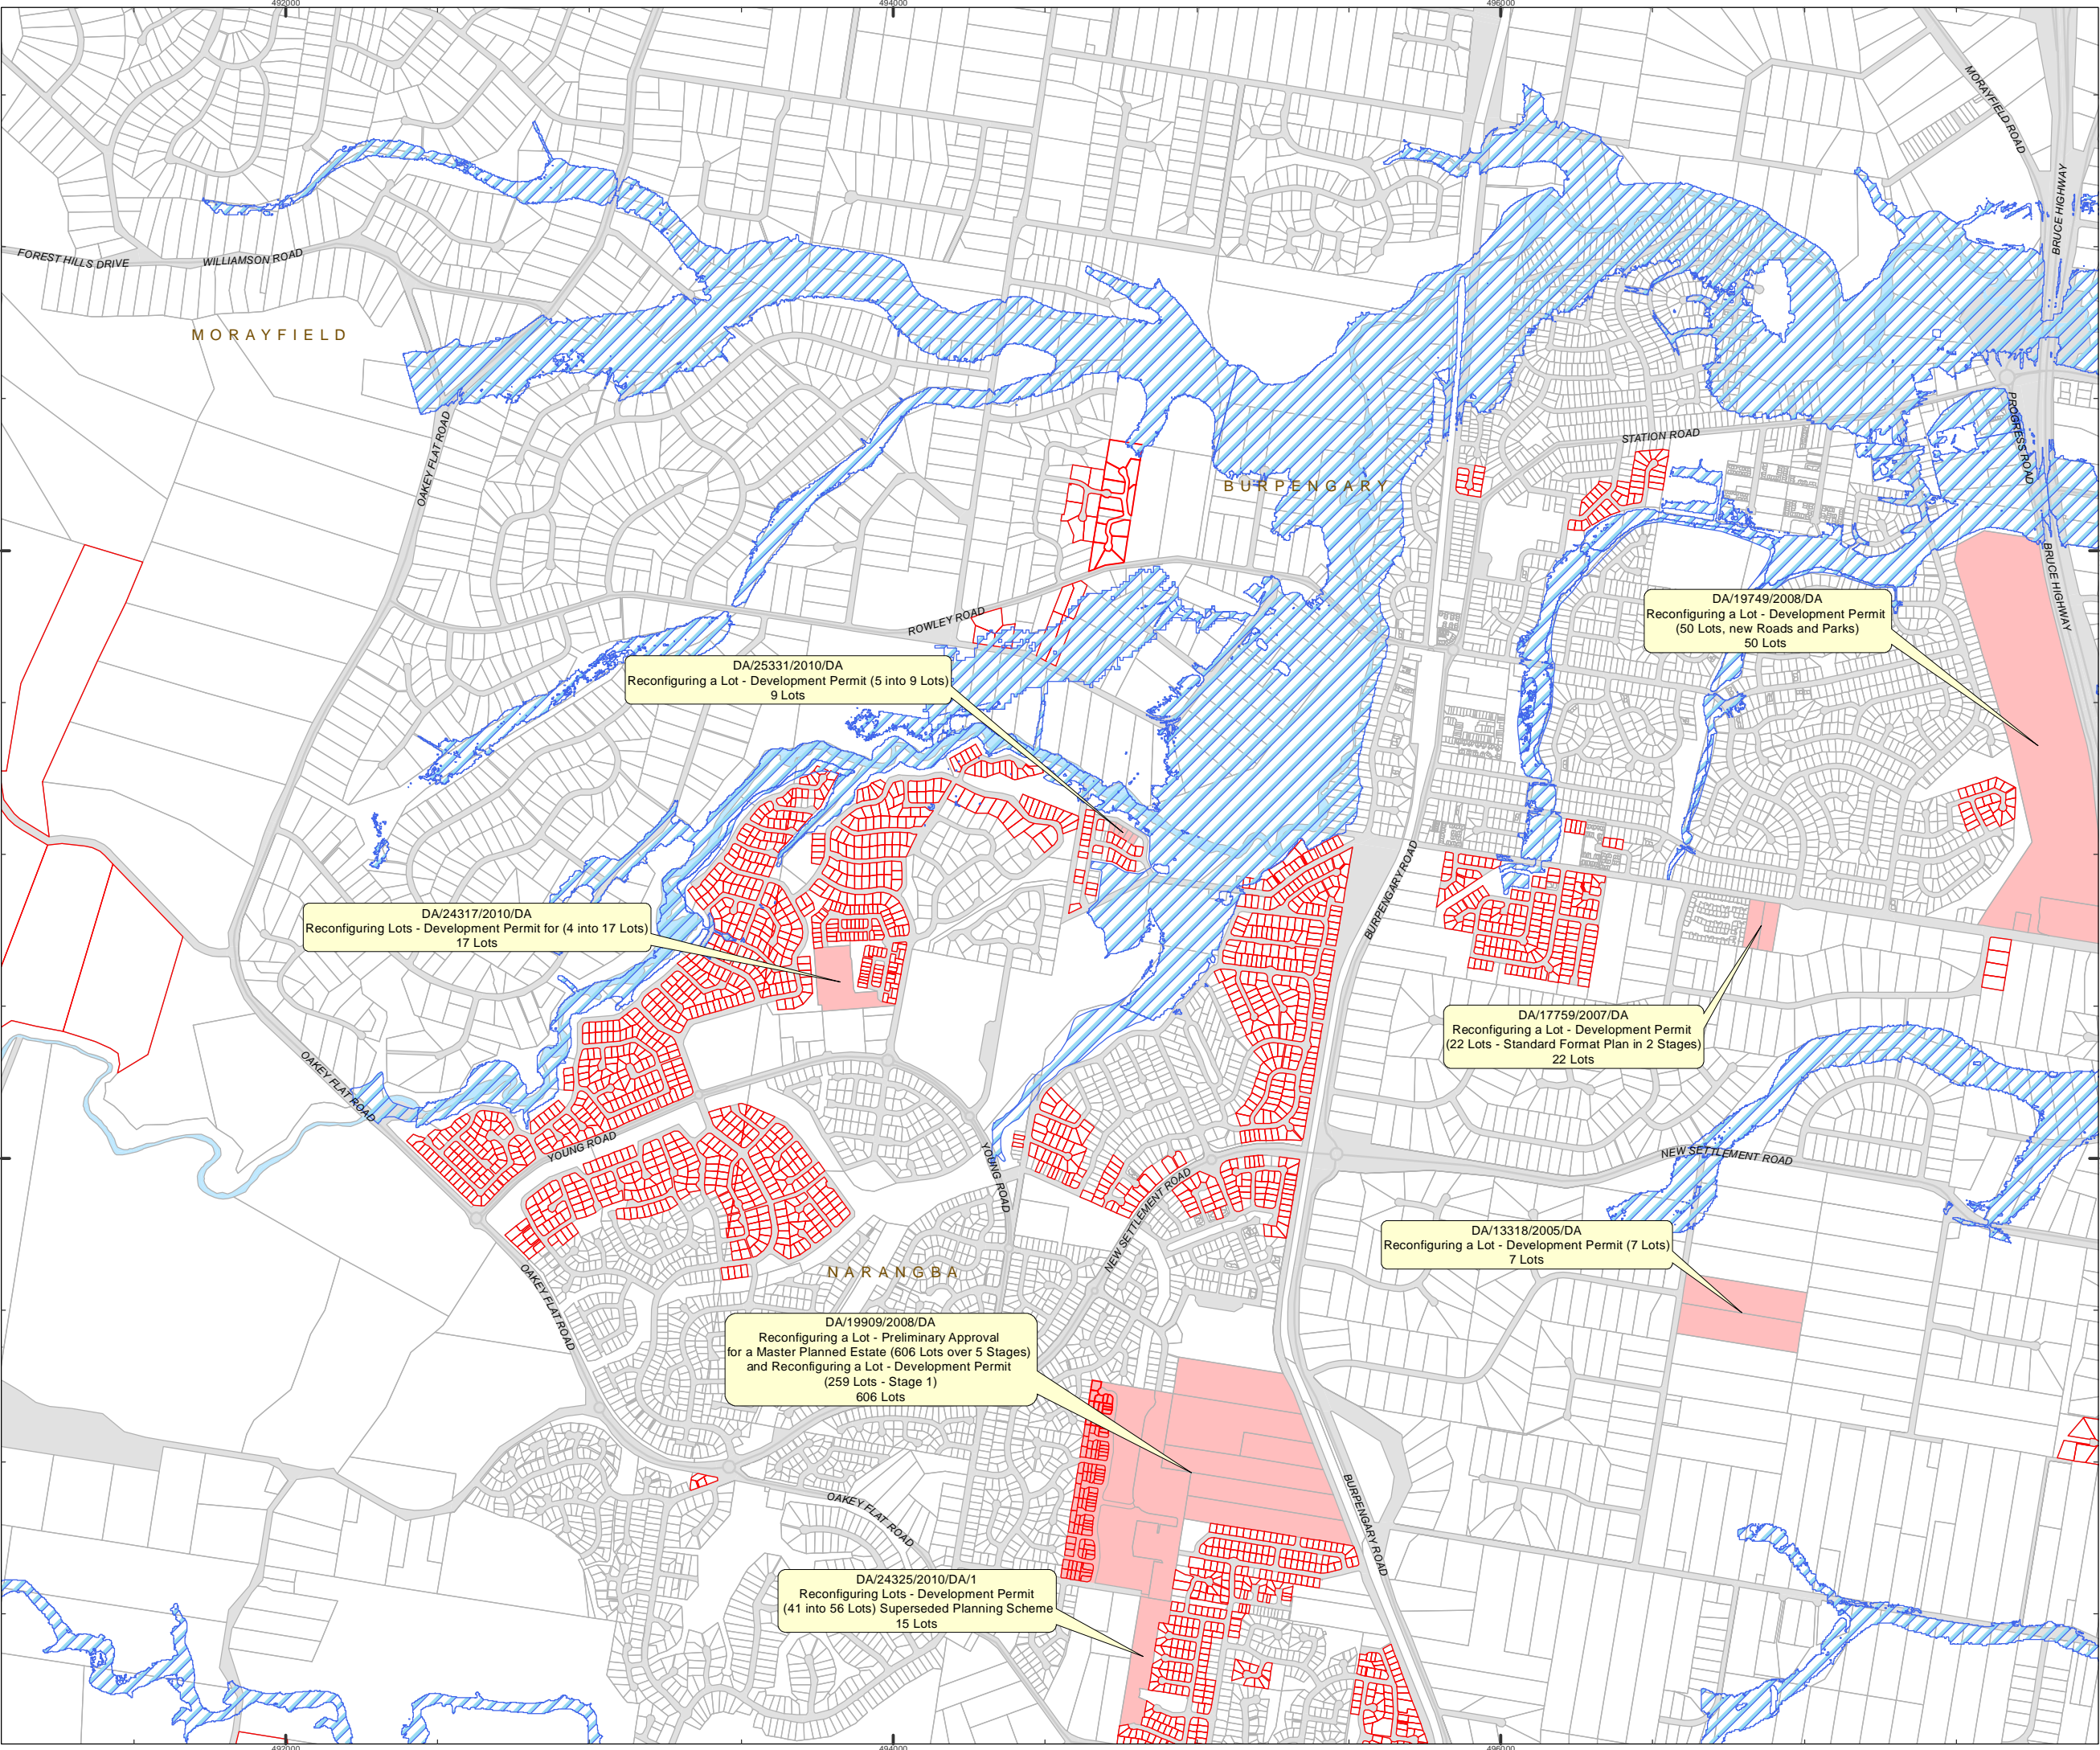 492000
494000
496000
MORAYFIELD ROAD
BRUCE HIGHWAY
FOREST HILLS DRIVE
WILLIAMSON ROAD
MORAYFIELD
OAKEY FLAT ROAD
STATION ROAD
PROGRESS ROAD
BURPENGARY
BRUCE HIGHWAY
DA/19749/2008/DA
Reconfiguring a Lot - Development Permit
(50 Lots, new Roads and Parks)
50 Lots
ROWLEY ROAD
DA/25331/2010/DA
Reconfiguring a Lot - Development Permit (5 into 9 Lots)
9 Lots
BURPENGARY ROAD
DA/24317/2010/DA
Reconfiguring Lots - Development Permit for (4 into 17 Lots)
17 Lots
DA/17759/2007/DA
Reconfiguring a Lot - Development Permit
(22 Lots - Standard Format Plan in 2 Stages)
22 Lots
OAKEY FLAT ROAD
YOUNG ROAD
YOUNG ROAD
NEW SETTLEMENT ROAD
NEW SETTLEMENT ROAD
DA/13318/2005/DA
Reconfiguring a Lot - Development Permit (7 Lots)
7 Lots
NARANGBA
OAKEY FLAT ROAD
DA/19909/2008/DA
Reconfiguring a Lot - Preliminary Approval
for a Master Planned Estate (606 Lots over 5 Stages)
and Reconfiguring a Lot - Development Permit
(259 Lots - Stage 1)
606 Lots
OAKEY FLAT ROAD
BURPENGARY ROAD
DA/24325/2010/DA/1
Reconfiguring Lots - Development Permit
(41 into 56 Lots) Superseded Planning Scheme
15 Lots
492000
494000
496000